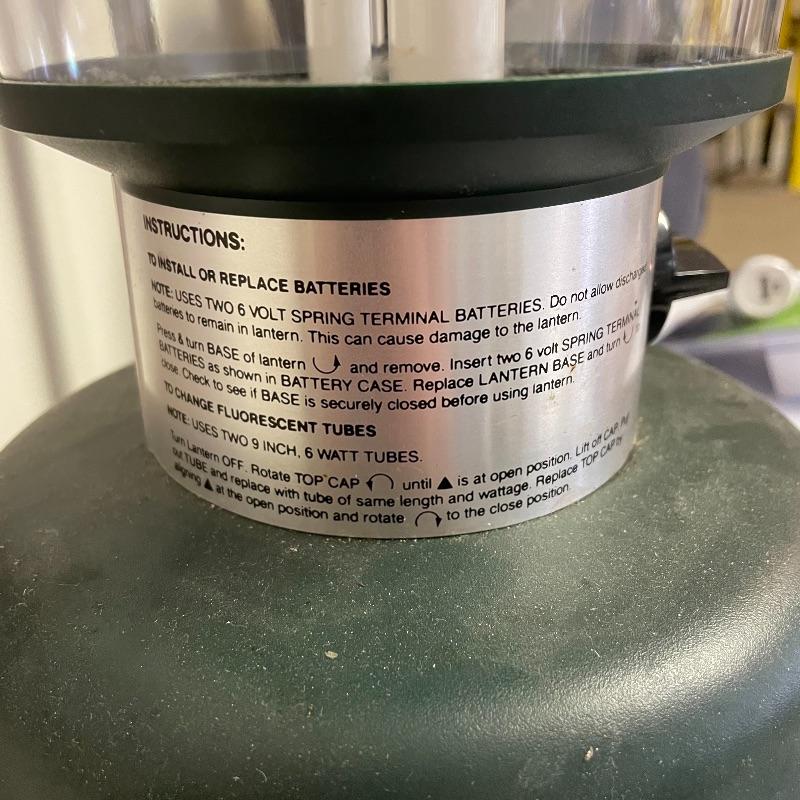 INSTRUCTIONS:
TO INSTALL OR REPLACE BATTERIES
NOTE: USES TWO 6 VOLT SPRING TERMINAL BATTERIES. Do not allow discharged
batteries to remain in lantern. This can cause damage to the lantern.
Press & turn BASE of lantern and remove. Insert two 6 volt SPRING TERMINAL
BATTERIES as shown in BATTERY CASE. Replace LANTERN BASE and turn to
close. Check to see if BASE is securely closed before using lantern.
TO CHANGE FLUORESCENT TUBES
NOTE: USES TWO 9 INCH, 6 WATT TUBES.
Turn Lantern OFF. Rotate TOP CAP until ▲ is at open position. Lift off CAP. Pull
out TUBE and replace with tube of same length and wattage. Replace TOP CAP by
aligning ▲ at the open position and rotate to the close position.